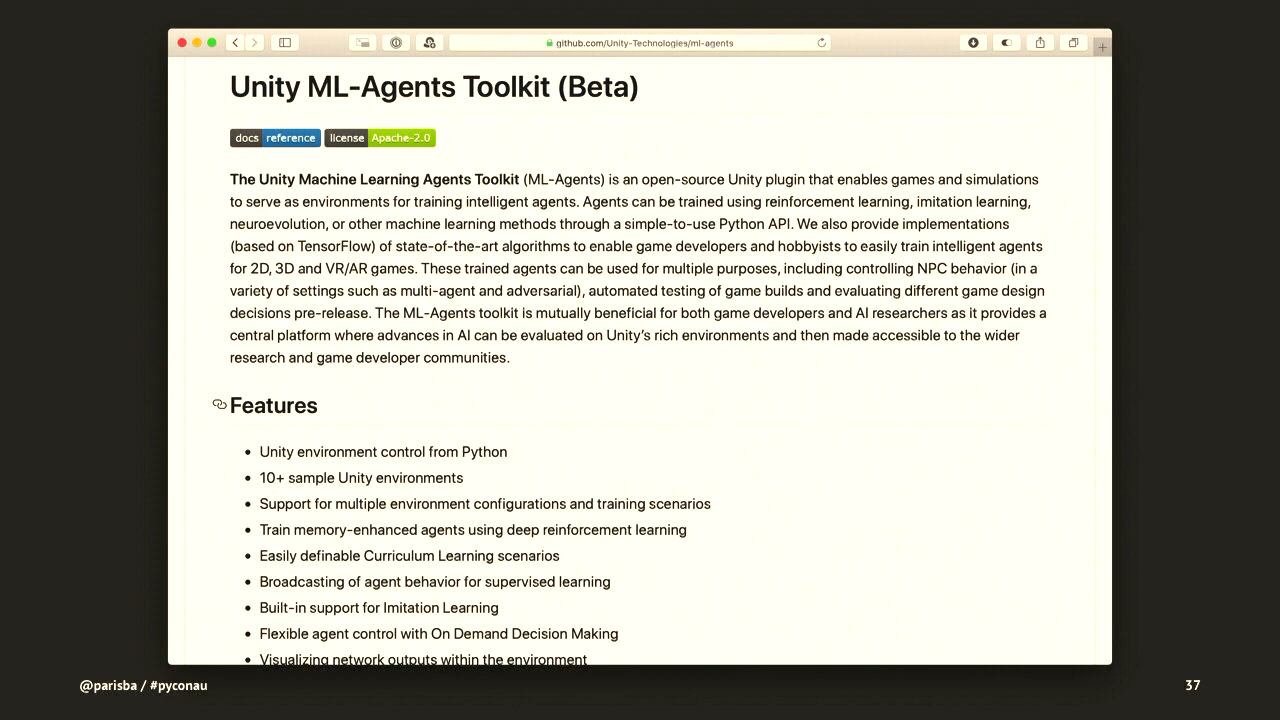 github.com/Unity-Technologies/ml-agents
Unity ML-Agents Toolkit (Beta)
docs reference license Apache-2.0
The Unity Machine Learning Agents Toolkit (ML-Agents) is an open-source Unity plugin that enables games and simulations
to serve as environments for training intelligent agents. Agents can be trained using reinforcement learning, imitation learning,
neuroevolution, or other machine learning methods through a simple-to-use Python API. We also provide implementations
(based on TensorFlow) of state-of-the-art algorithms to enable game developers and hobbyists to easily train intelligent agents
for 2D, 3D and VR/AR games. These trained agents can be used for multiple purposes, including controlling NPC behavior (in a
variety of settings such as multi-agent and adversarial), automated testing of game builds and evaluating different game design
decisions pre-release. The ML-Agents toolkit is mutually beneficial for both game developers and AI researchers as it provides a
central platform where advances in AI can be evaluated on Unity's rich environments and then made accessible to the wider
research and game developer communities.
Features
• Unity environment control from Python
• 10+ sample Unity environments
• Support for multiple environment configurations and training scenarios
• Train memory-enhanced agents using deep reinforcement learning
• Easily definable Curriculum Learning scenarios
• Broadcasting of agent behavior for supervised learning
• Built-in support for Imitation Learning
• Flexible agent control with On Demand Decision Making
• Visualizing network outputs within the environment
@parisba / #pyconau
37